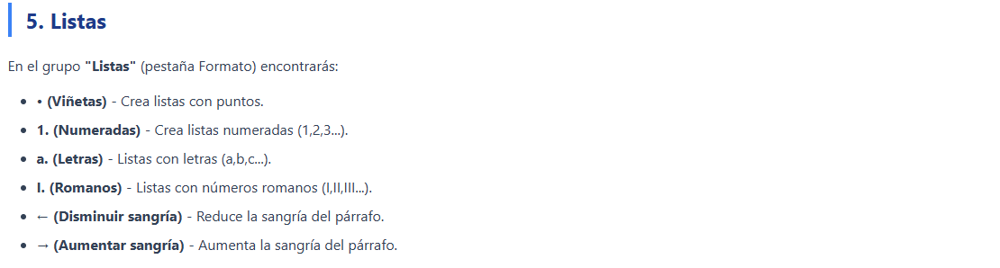 5. Listas
En el grupo "Listas" (pestaña Formato) encontrarás:
• • (Viñetas) - Crea listas con puntos.
• 1. (Numeradas) - Crea listas numeradas (1,2,3...).
• a. (Letras) - Listas con letras (a,b,c...).
• I. (Romanos) - Listas con números romanos (I,II,III...).
• ← (Disminuir sangría) - Reduce la sangría del párrafo.
• → (Aumentar sangría) - Aumenta la sangría del párrafo.